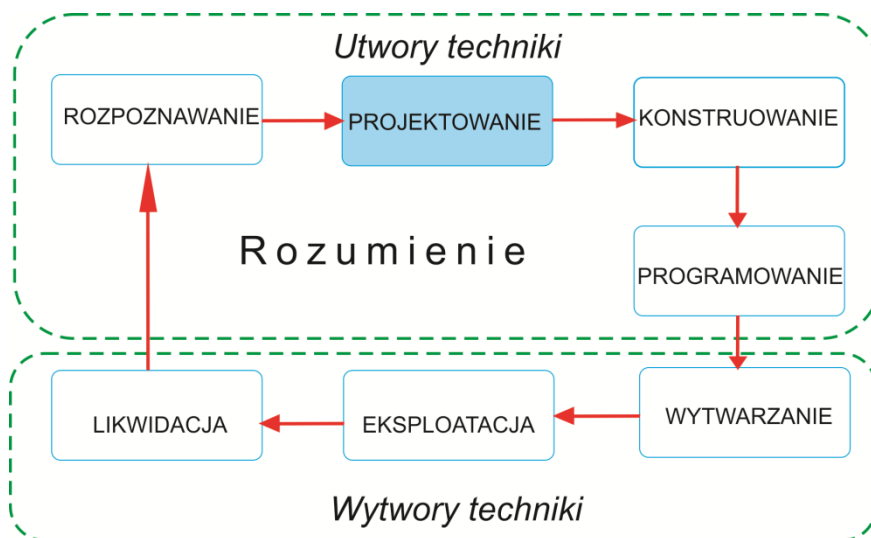 Utwory techniki
ROZPOZNAWANIE
PROJEKTOWANIE
KONSTRUOWANIE
Rozumienie
PROGRAMOWANIE
LIKWIDACJA
EKSPLOATACJA
WYTWARZANIE
Wytwory techniki